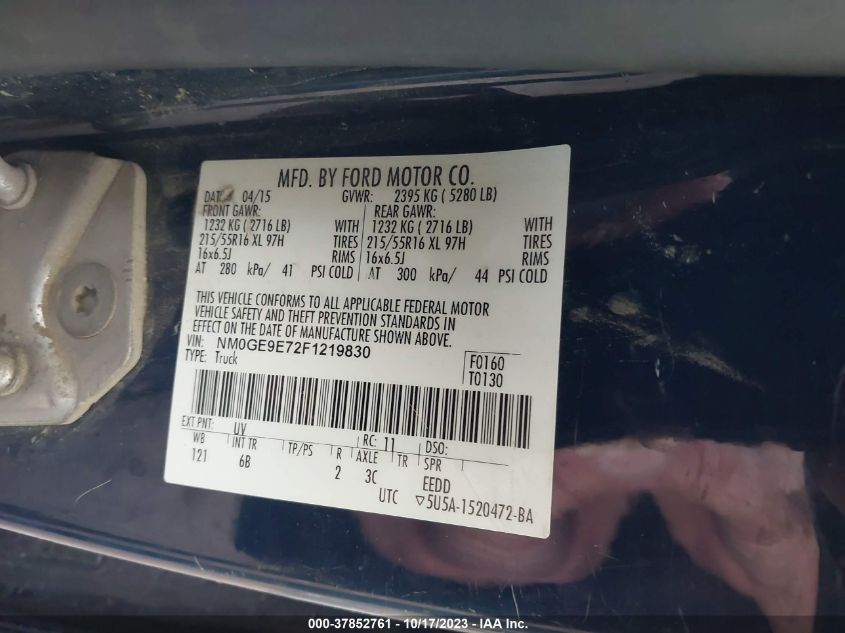 MFD. BY FORD MOTOR CO.
DATE: 04/15 GVWR: 2395 KG ( 5280 LB)
FRONT GAWR: REAR GAWR:
1232 KG ( 2716 LB) WITH 1232 KG ( 2716 LB) WITH
215/55R16 XL 97H TIRES 215/55R16 XL 97H TIRES
16x6.5J RIMS 16x6.5J RIMS
AT 280 kPa/ 41 PSI COLD AT 300 kPa/ 44 PSI COLD
THIS VEHICLE CONFORMS TO ALL APPLICABLE FEDERAL MOTOR
VEHICLE SAFETY AND THEFT PREVENTION STANDARDS IN
EFFECT ON THE DATE OF MANUFACTURE SHOWN ABOVE.
VIN: NM0GE9E72F1219830
TYPE: Truck
F0160
T0130
EXT PNT: UV RC: 11 DSO:
WB INT TR TP/PS R AXLE TR SPR
121 6B 2 3C EEDD
UTC ▽5U5A-1520472-BA
000-37852761 - 10/17/2023 - IAAI, Inc.